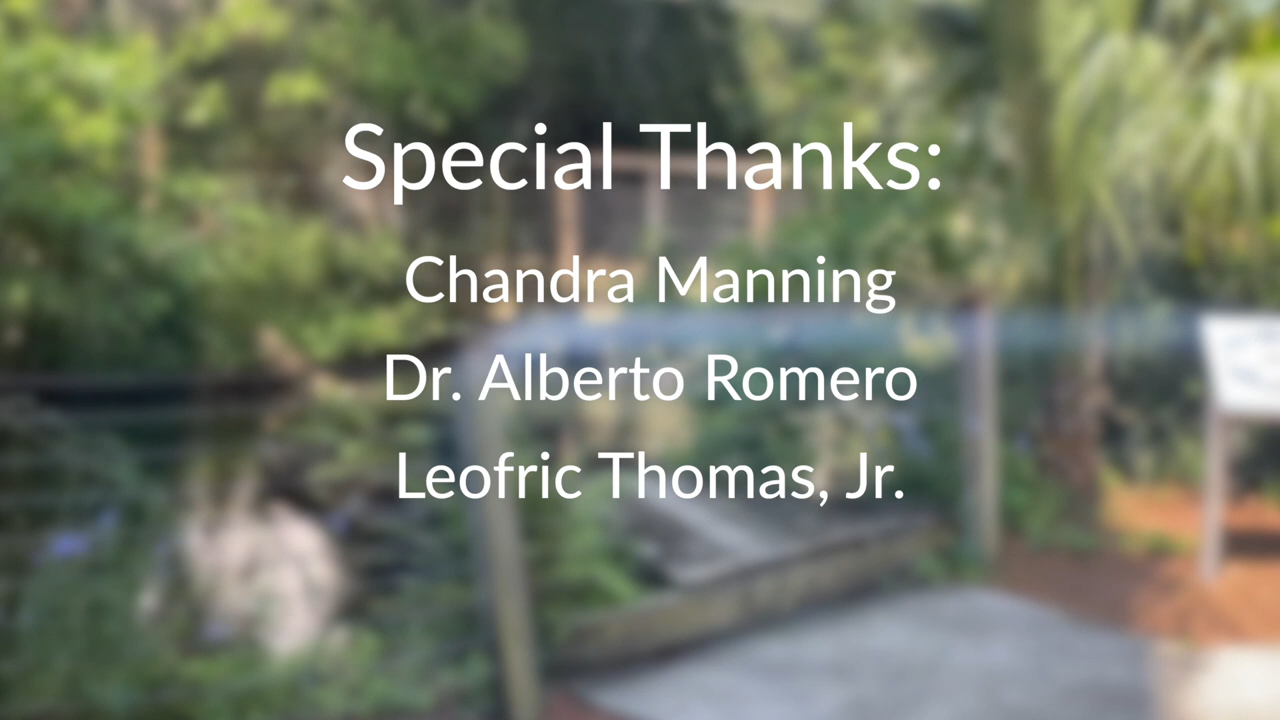 Special Thanks:
Chandra Manning
Dr. Alberto Romero
Leofric Thomas, Jr.